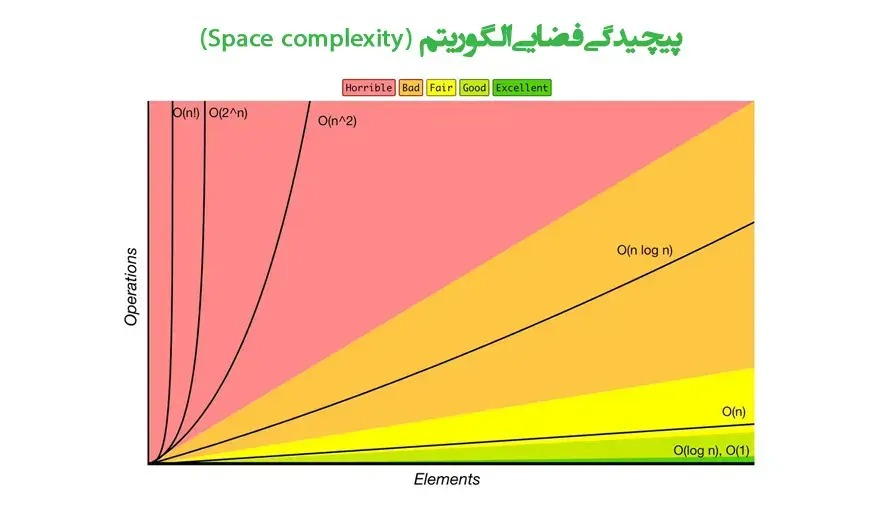 پیچیدگی فضایی الگوریتم (Space complexity)
Horrible Bad Fair Good Excellent
O(n!) O(2^n) O(n^2)
O(n log n)
Operations
O(n)
O(log n), O(1)
Elements